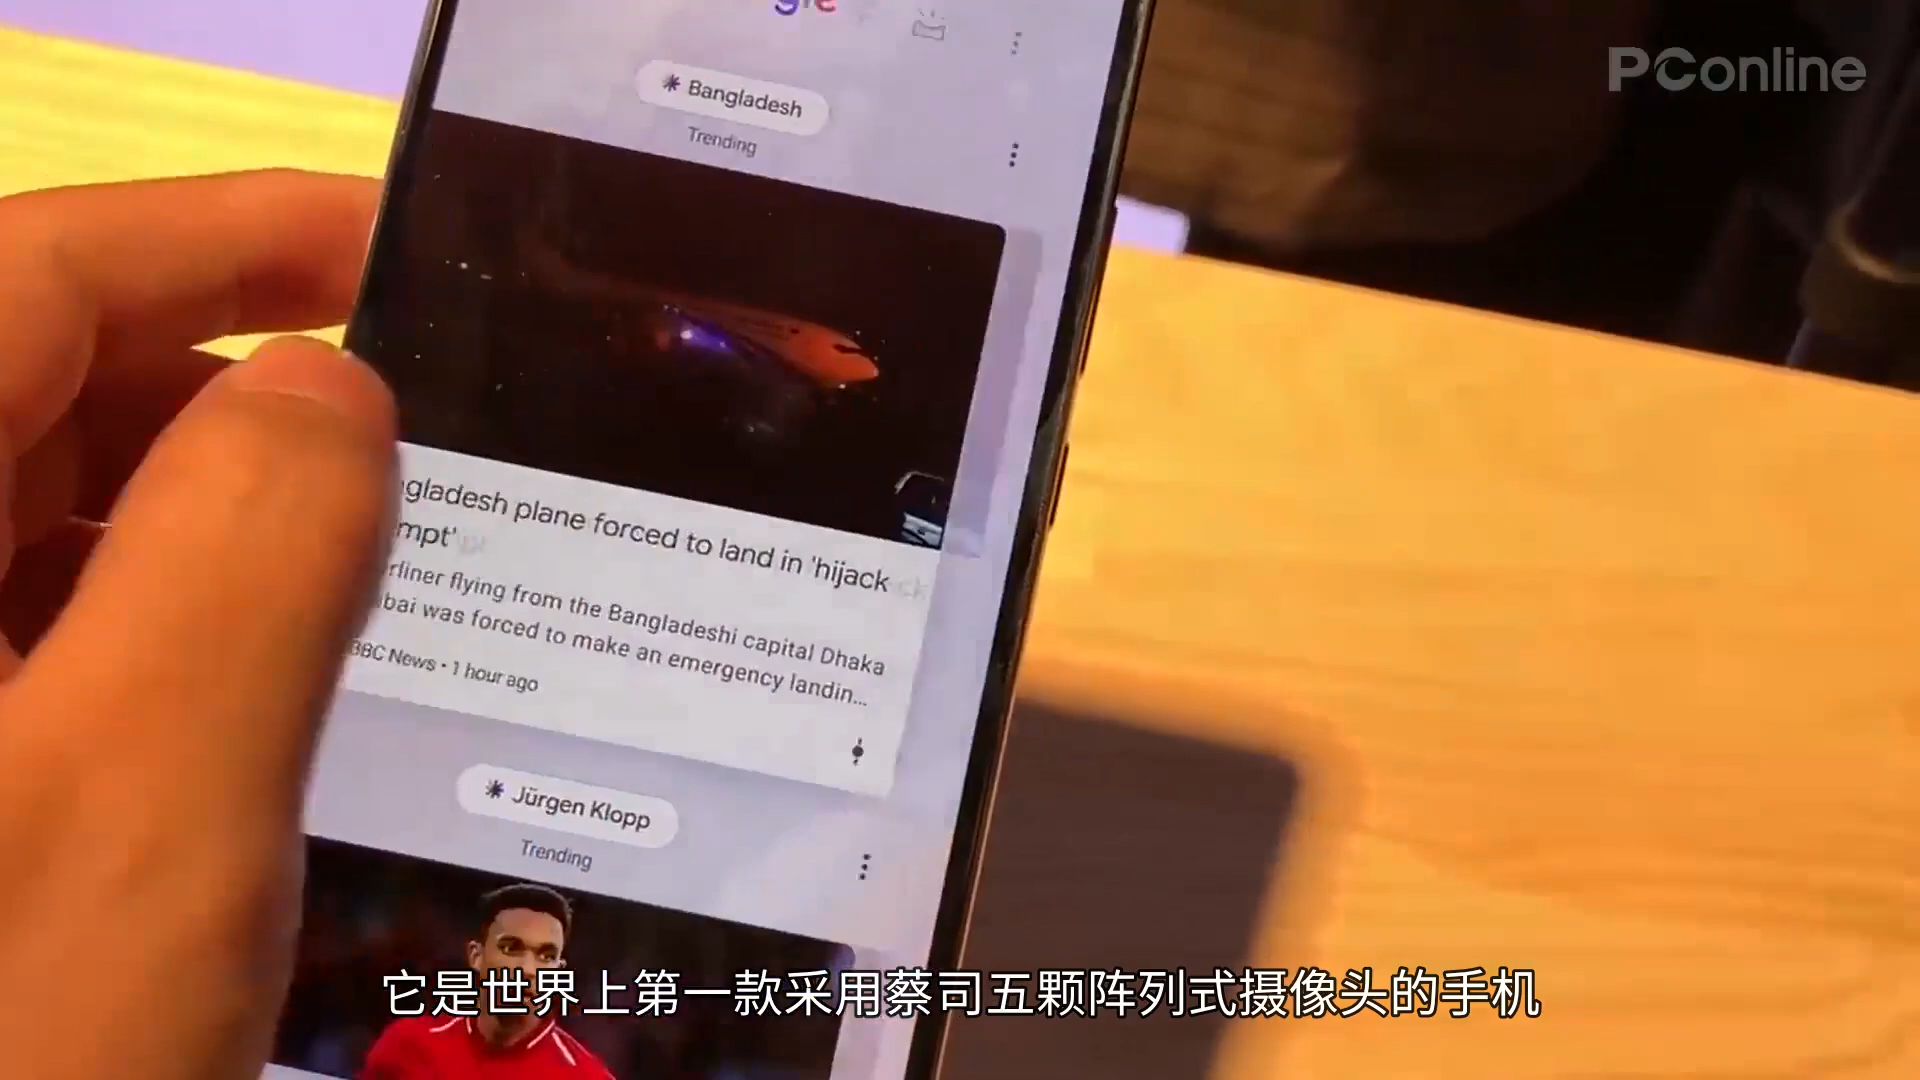 PConline
gle
Bangladesh
Trending
gladesh plane forced to land in 'hijack
mpt'
rliner flying from the Bangladeshi capital Dhaka
bai was forced to make an emergency landin...
BBC News • 1 hour ago
Jürgen Klopp
Trending
它是世界上第一款采用蔡司五颗阵列式摄像头的手机